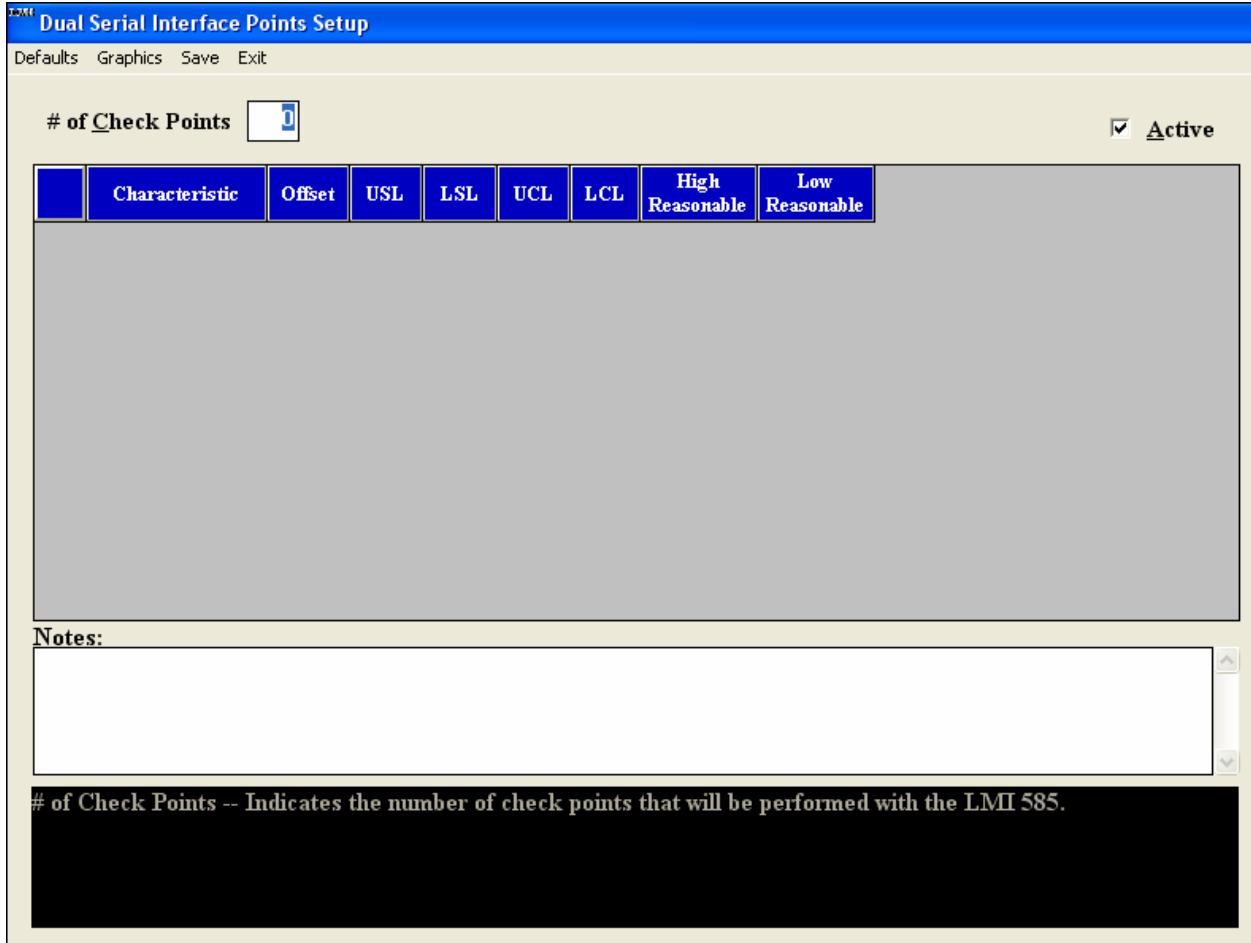 Dual Serial Interface Points Setup
Defaults Graphics Save Exit
# of Check Points 0
Active
Characteristic Offset USL LSL UCL LCL High Reasonable Low Reasonable
Notes:
# of Check Points -- Indicates the number of check points that will be performed with the LMI 585.